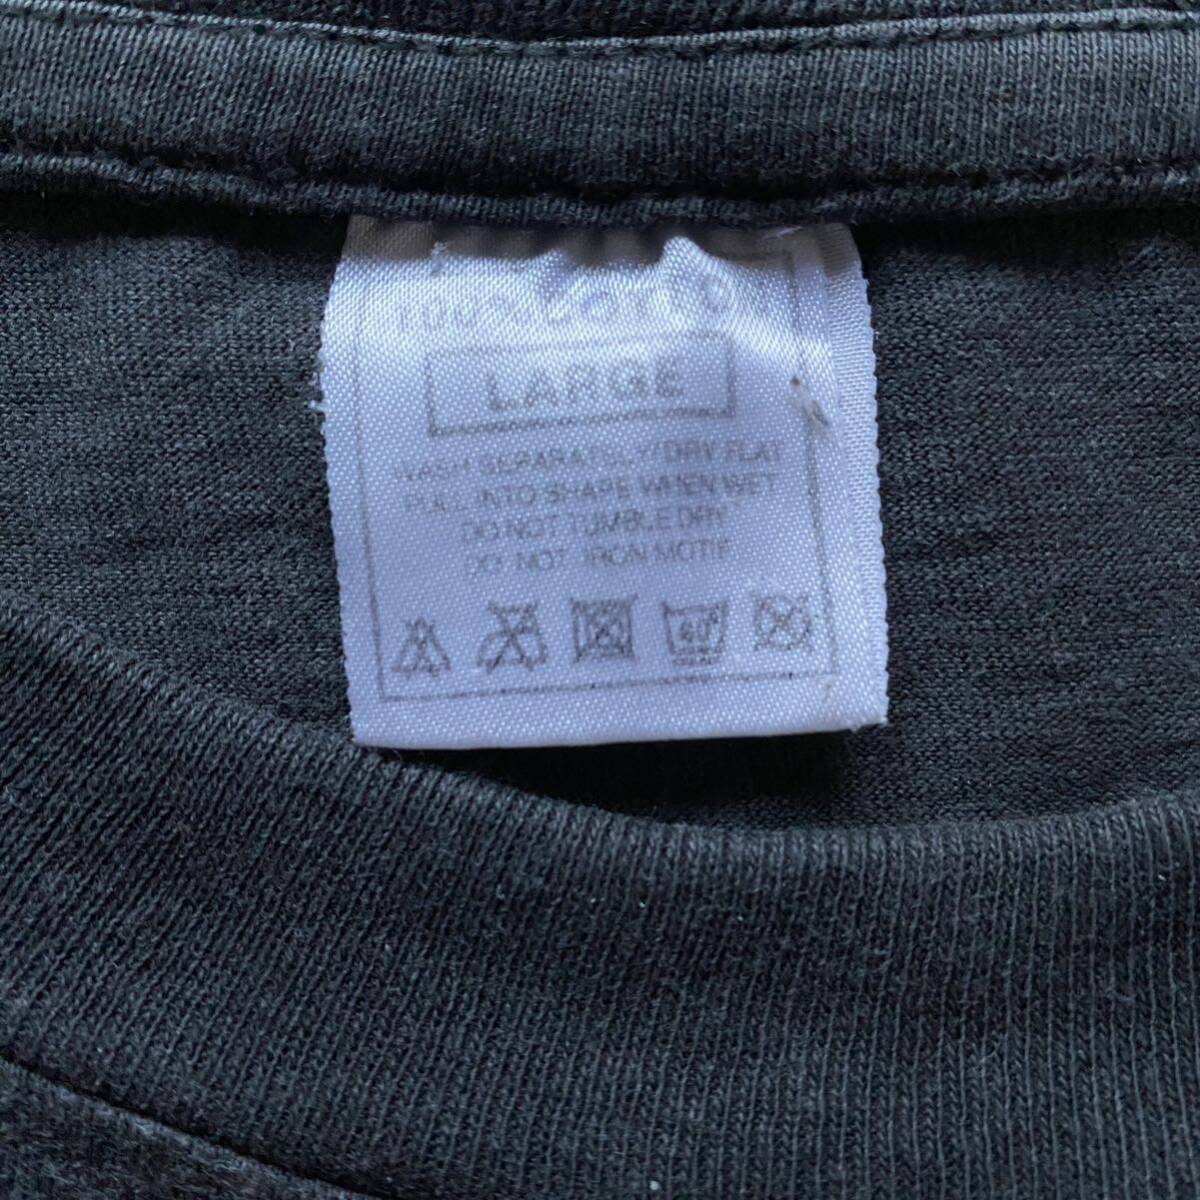 100% COTTON
LARGE
WASH SEPARATELY/DRY FLAT
PULL INTO SHAPE WHEN WET
DO NOT TUMBLE DRY
DO NOT IRON MOTIF
40°